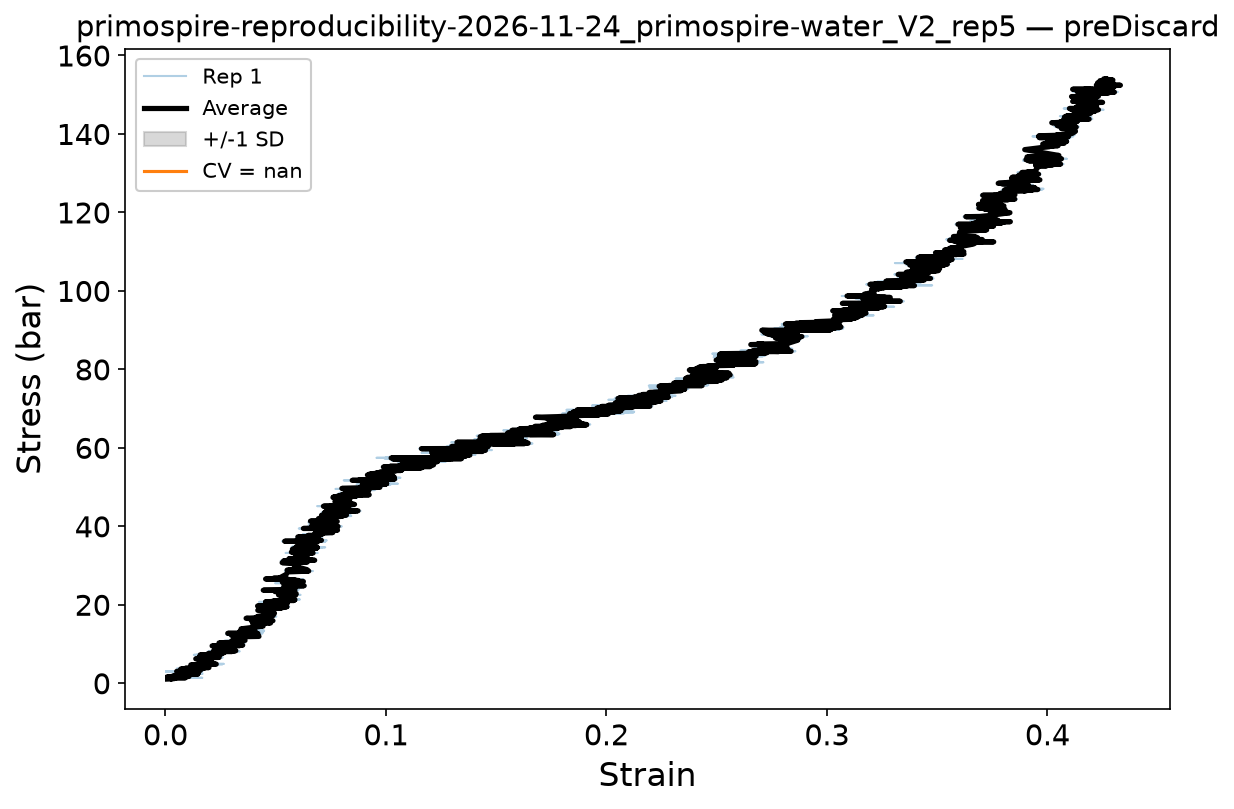 primospire-reproducibility-2026-11-24_primospire-water_V2_rep5 — preDiscard
Rep 1
Average
+/-1 SD
CV = nan
Stress (bar)
160
140
120
100
80
60
40
20
0
0.0 0.1 0.2 0.3 0.4
Strain